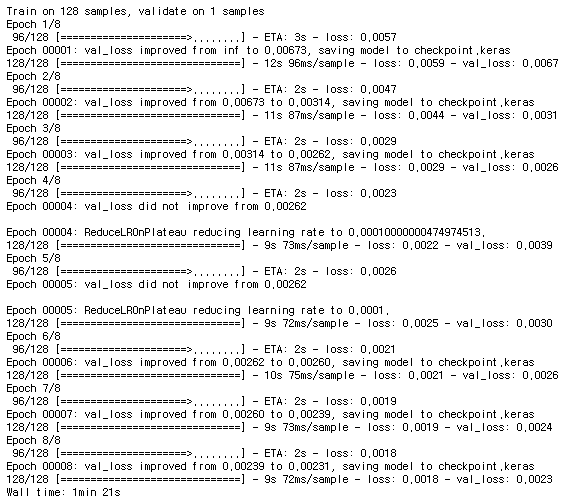 Train on 128 samples, validate on 1 samples
Epoch 1/8
96/128 [=====================>........] - ETA: 3s - loss: 0.0057
Epoch 00001: val_loss improved from inf to 0.00673, saving model to checkpoint.keras
128/128 [==============================] - 12s 96ms/sample - loss: 0.0059 - val_loss: 0.0067
Epoch 2/8
96/128 [=====================>........] - ETA: 2s - loss: 0.0047
Epoch 00002: val_loss improved from 0.00673 to 0.00314, saving model to checkpoint.keras
128/128 [==============================] - 11s 87ms/sample - loss: 0.0044 - val_loss: 0.0031
Epoch 3/8
96/128 [=====================>........] - ETA: 2s - loss: 0.0029
Epoch 00003: val_loss improved from 0.00314 to 0.00262, saving model to checkpoint.keras
128/128 [==============================] - 11s 87ms/sample - loss: 0.0029 - val_loss: 0.0026
Epoch 4/8
96/128 [=====================>........] - ETA: 2s - loss: 0.0023
Epoch 00004: val_loss did not improve from 0.00262
Epoch 00004: ReduceLROnPlateau reducing learning rate to 0.00010000000474974513.
128/128 [==============================] - 9s 73ms/sample - loss: 0.0022 - val_loss: 0.0039
Epoch 5/8
96/128 [=====================>........] - ETA: 2s - loss: 0.0026
Epoch 00005: val_loss did not improve from 0.00262
Epoch 00005: ReduceLROnPlateau reducing learning rate to 0.0001.
128/128 [==============================] - 9s 72ms/sample - loss: 0.0025 - val_loss: 0.0030
Epoch 6/8
96/128 [=====================>........] - ETA: 2s - loss: 0.0021
Epoch 00006: val_loss improved from 0.00262 to 0.00260, saving model to checkpoint.keras
128/128 [==============================] - 10s 75ms/sample - loss: 0.0021 - val_loss: 0.0026
Epoch 7/8
96/128 [=====================>........] - ETA: 2s - loss: 0.0019
Epoch 00007: val_loss improved from 0.00260 to 0.00239, saving model to checkpoint.keras
128/128 [==============================] - 9s 73ms/sample - loss: 0.0019 - val_loss: 0.0024
Epoch 8/8
96/128 [=====================>........] - ETA: 2s - loss: 0.0018
Epoch 00008: val_loss improved from 0.00239 to 0.00231, saving model to checkpoint.keras
128/128 [==============================] - 9s 72ms/sample - loss: 0.0018 - val_loss: 0.0023
Wall time: 1min 21s